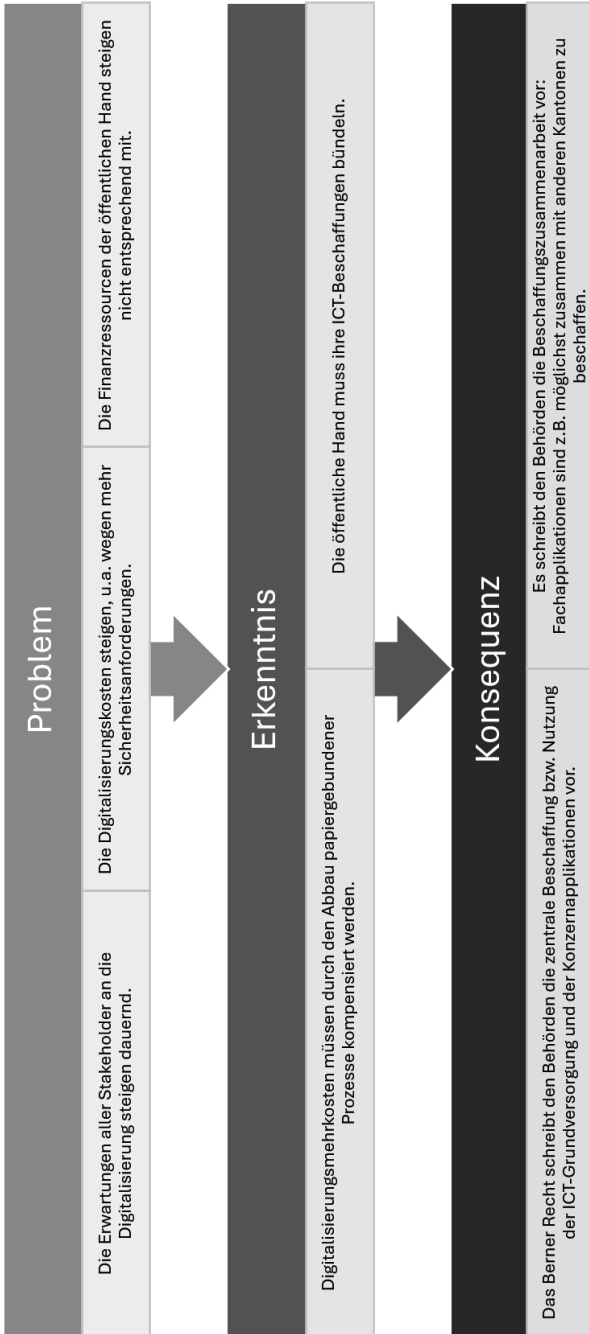 Problem
Die Erwartungen aller Stakeholder an die
Digitalisierung steigen dauernd.
Die Digitalisierungskosten steigen, u.a. wegen mehr
Sicherheitsanforderungen.
Die Finanzressourcen der öffentlichen Hand steigen
nicht entsprechend mit.
Erkenntnis
Digitalisierungsmehrkosten müssen durch den Abbau papiergebundener
Prozesse kompensiert werden.
Die öffentliche Hand muss ihre ICT-Beschaffungen bündeln.
Konsequenz
Das Berner Recht schreibt den Behörden die zentrale Beschaffung bzw. Nutzung
der ICT-Grundversorgung und der Konzernapplikationen vor.
Es schreibt den Behörden die Beschaffungszusammenarbeit vor:
Fachapplikationen sind z.B. möglichst zusammen mit anderen Kantonen zu
beschaffen.